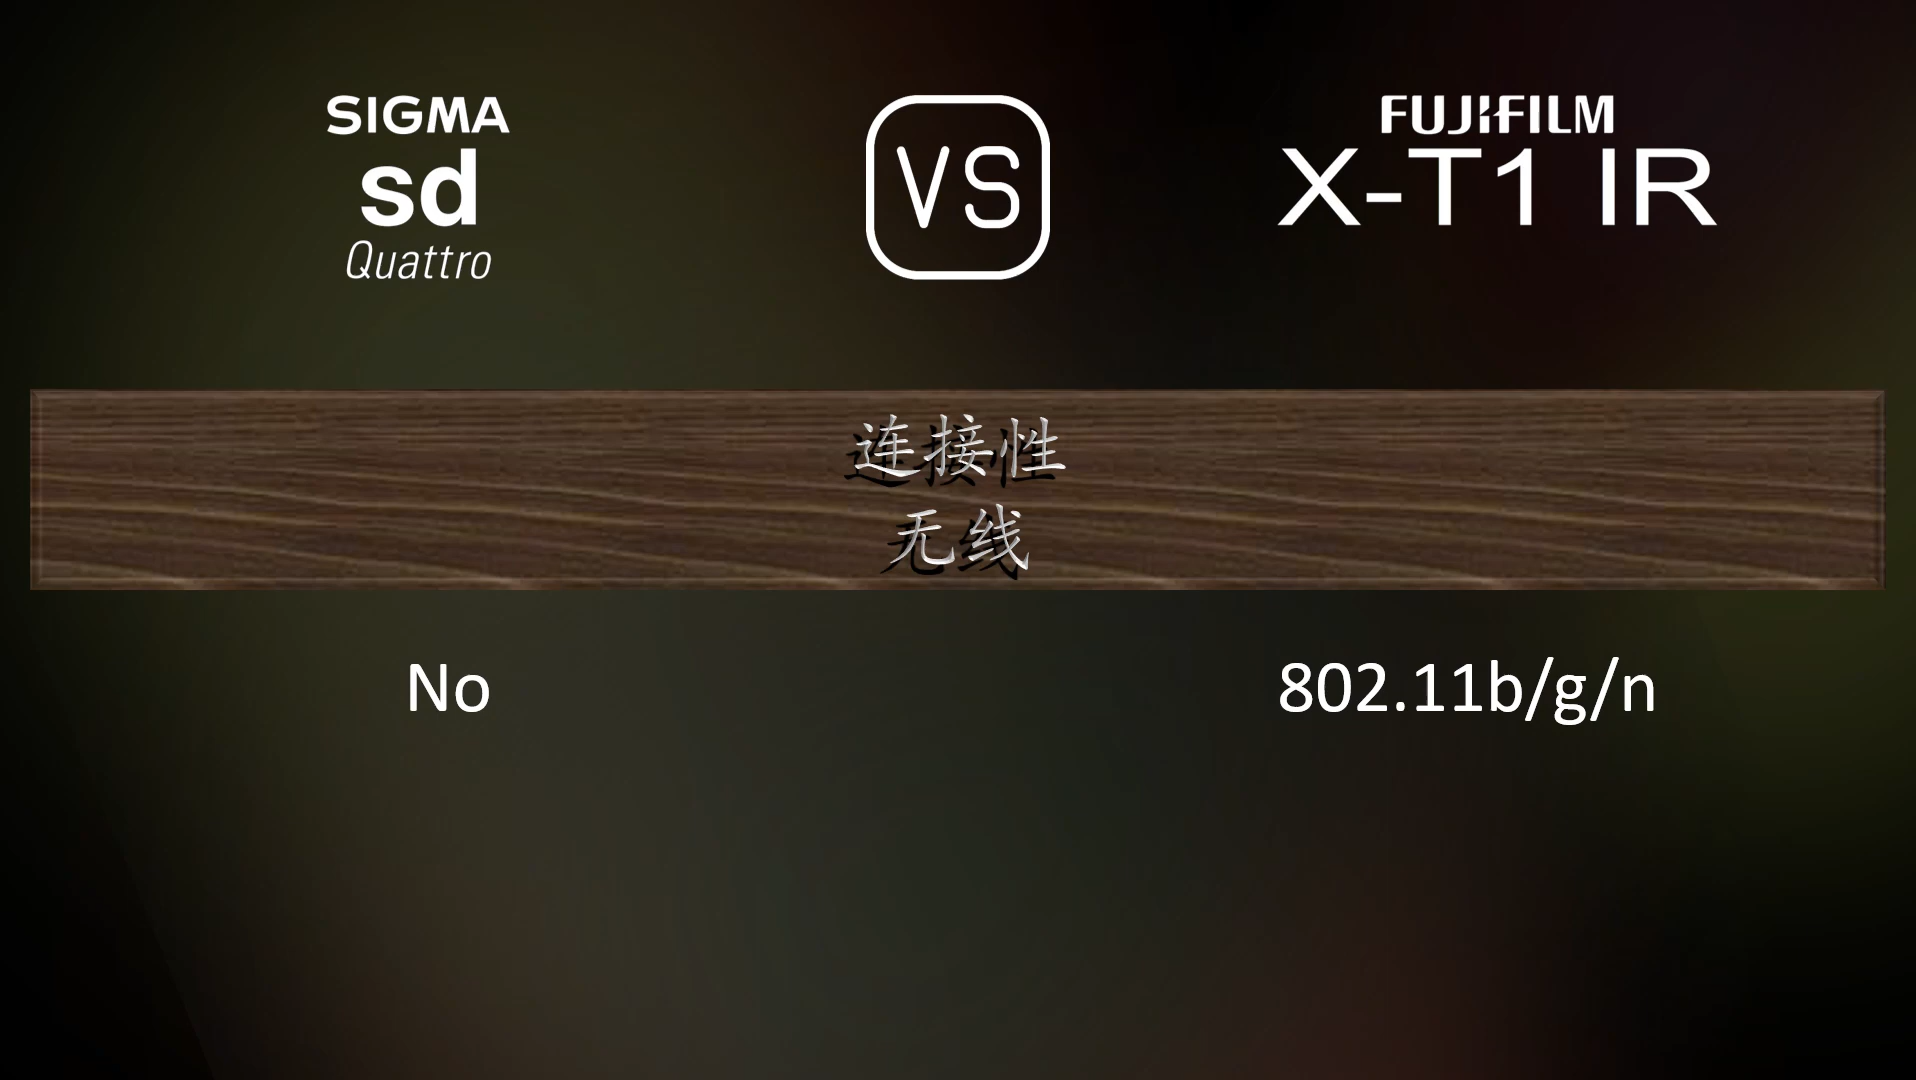 SIGMA
sd
Quattro
VS
FUJIFILM
X-T1 IR
连接性
无线
No
802.11b/g/n